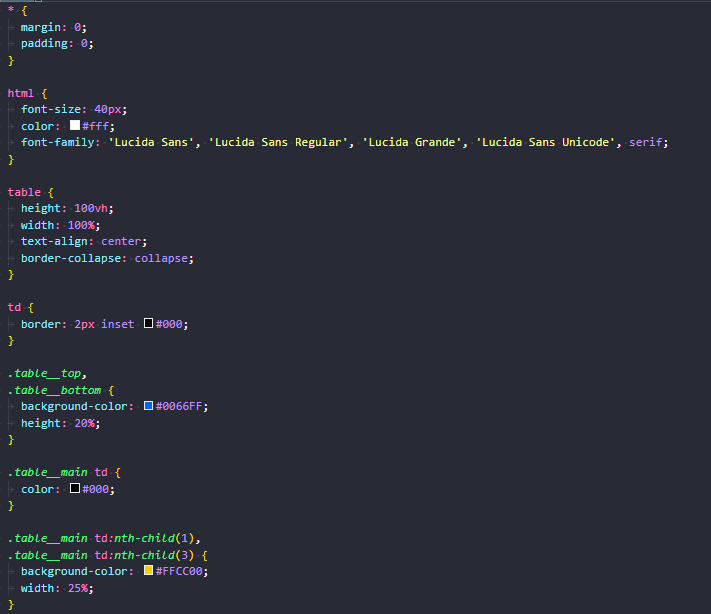 * {
margin: 0;
padding: 0;
}
html {
font-size: 40px;
color: #fff;
font-family: 'Lucida Sans', 'Lucida Sans Regular', 'Lucida Grande', 'Lucida Sans Unicode', serif;
}
table {
height: 100vh;
width: 100%;
text-align: center;
border-collapse: collapse;
}
td {
border: 2px inset #000;
}
.table__top,
.table__bottom {
background-color: #0066FF;
height: 20%;
}
.table__main td {
color: #000;
}
.table__main td:nth-child(1),
.table__main td:nth-child(3) {
background-color: #FFCC00;
width: 25%;
}